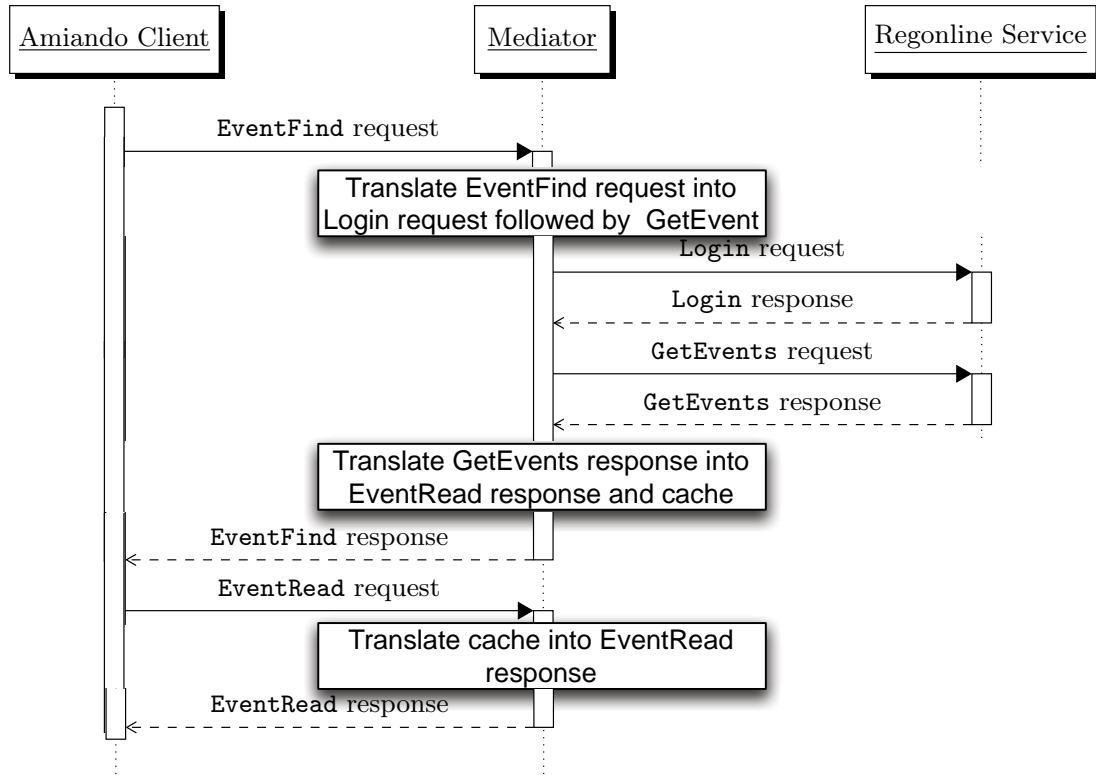 Amiando Client
Mediator
Regonline Service
EventFind request
Translate EventFind request into
Login request followed by GetEvent
Login request
Login response
GetEvents request
GetEvents response
Translate GetEvents response into
EventRead response and cache
EventFind response
EventRead request
Translate cache into EventRead
response
EventRead response